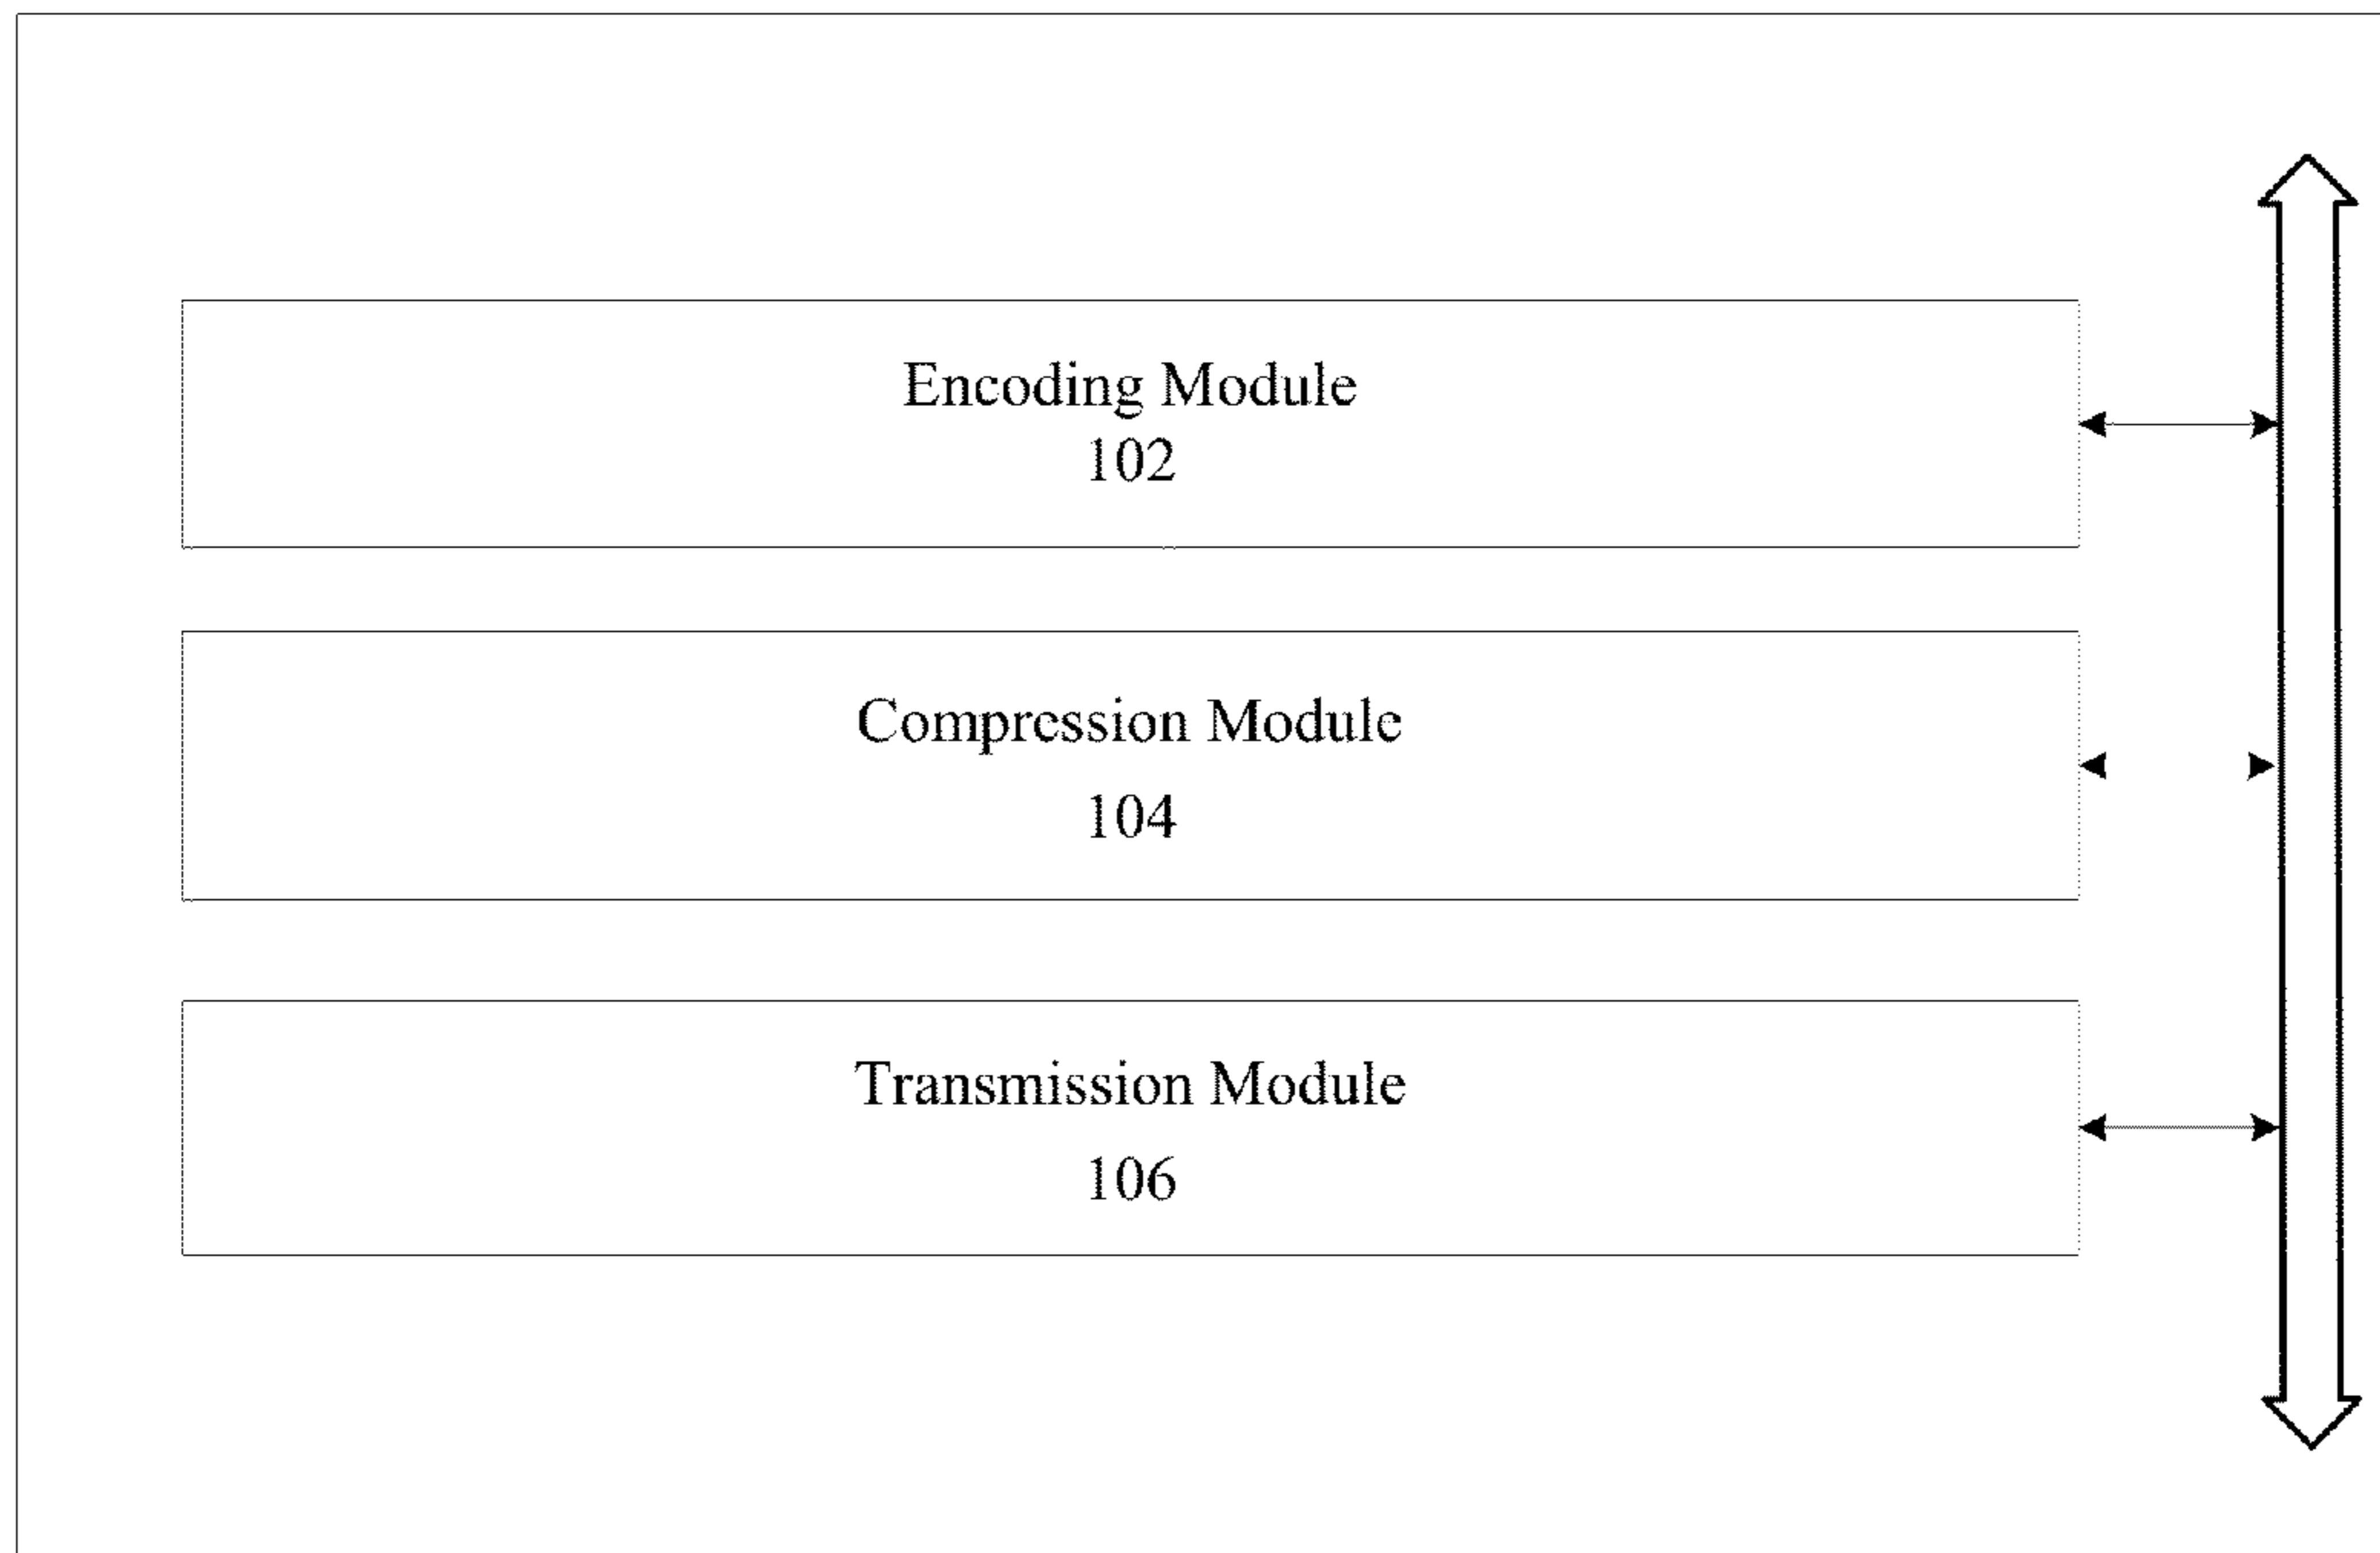 Encoding Module
102
Compression Module
104
Transmission Module
106